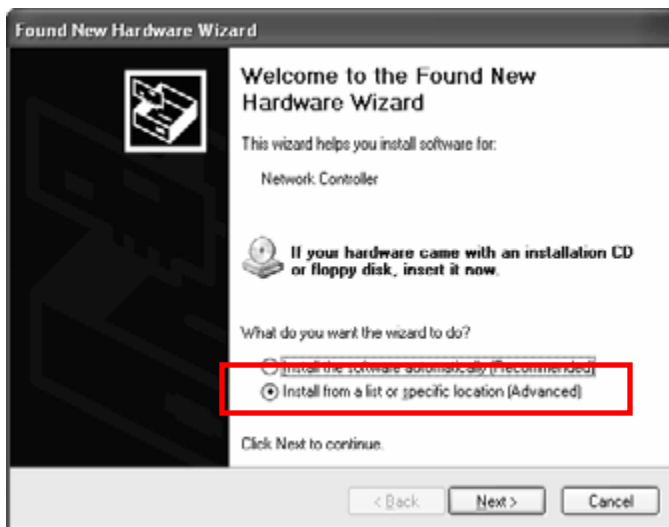 Found New Hardware Wizard
Welcome to the Found New
Hardware Wizard
This wizard helps you install software for:
Network Controller
If your hardware came with an installation CD
or floppy disk, insert it now.
What do you want the wizard to do?
Install the software automatically (Recommended)
Install from a list or specific location (Advanced)
Click Next to continue.
< Back
Next >
Cancel